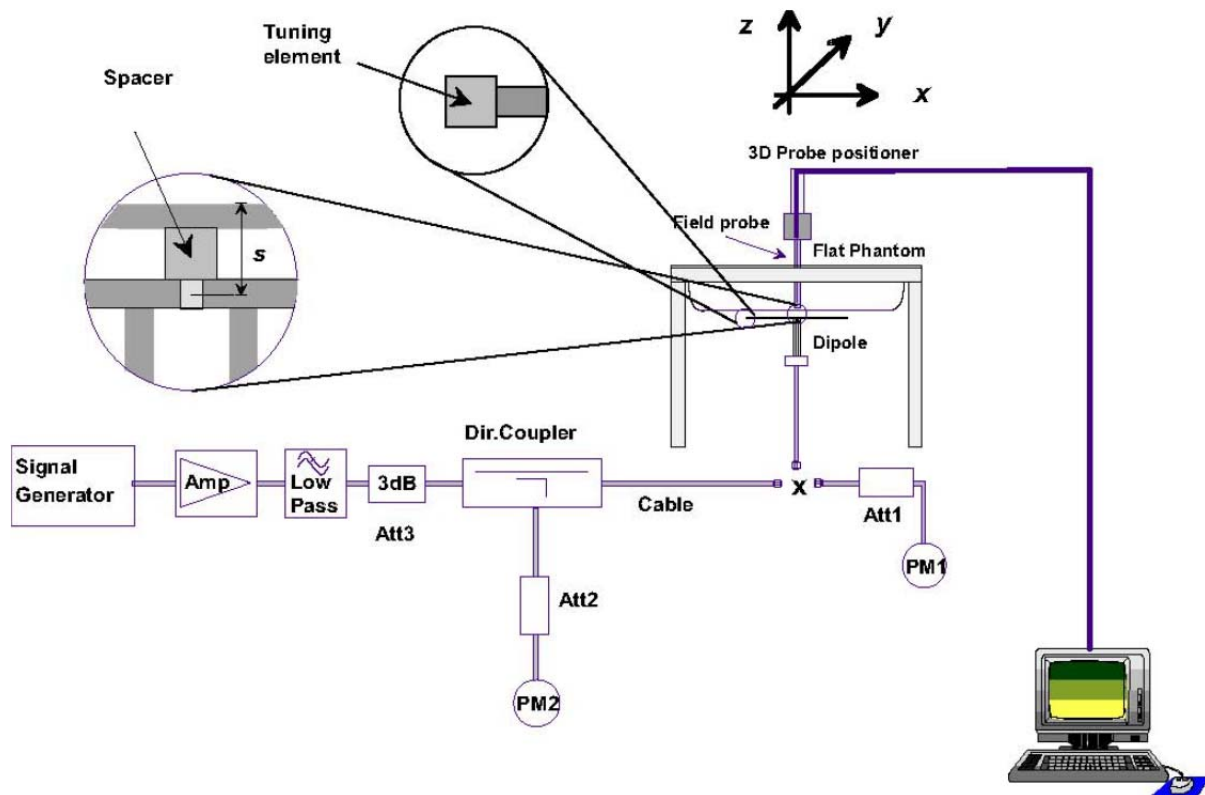 Tuning
element
Spacer
s
z
y
x
3D Probe positioner
Field probe
Flat Phantom
Dipole
Dir.Coupler
Signal
Generator
Amp
Low
Pass
3dB
Att3
Cable
x
Att1
PM1
Att2
PM2